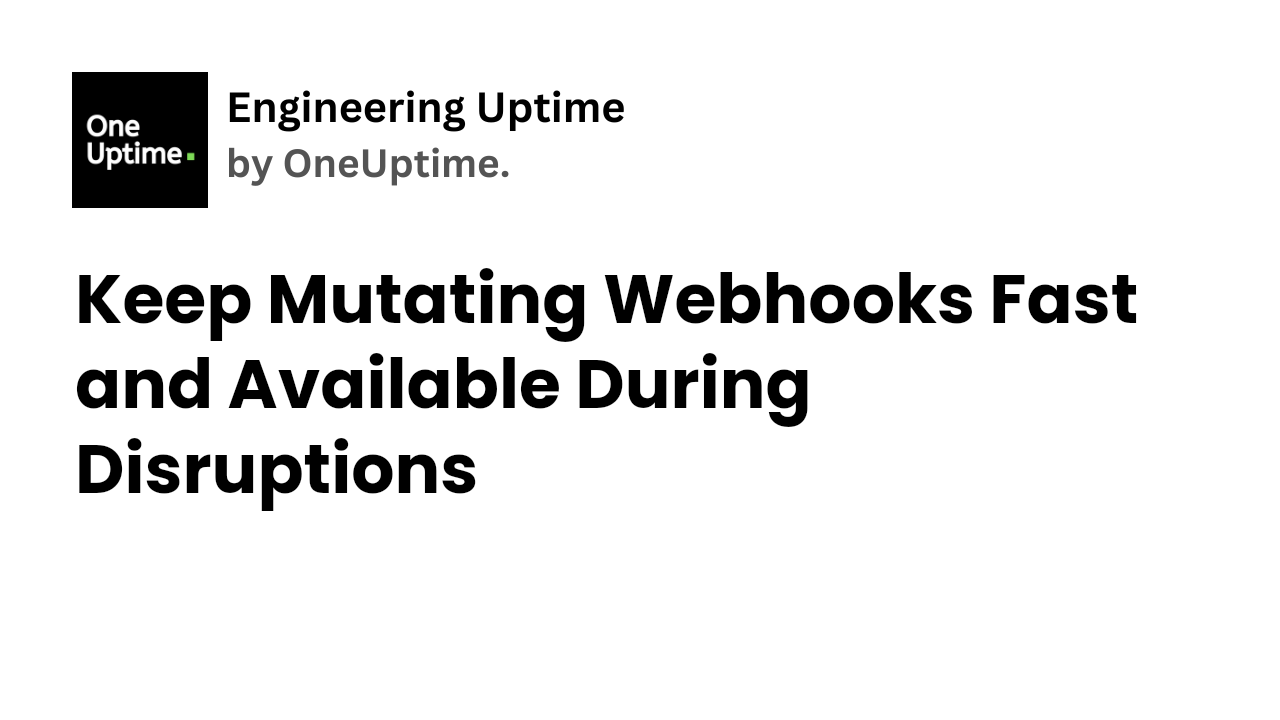 One
Uptime.
Engineering Uptime
by OneUptime.
Keep Mutating Webhooks Fast
and Available During
Disruptions